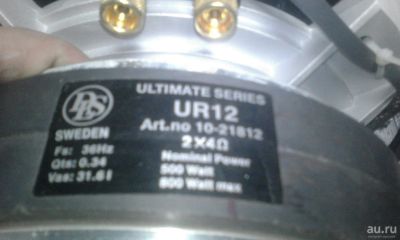 ULTIMATE SERIES
DLS
UR12
SWEDEN
Art.no 10-21812
2×4Ω
Fs: 36Hz
Qts: 0.34
Vas: 31.6 l
Nominal Power
500 Watt
800 Watt max
au.ru